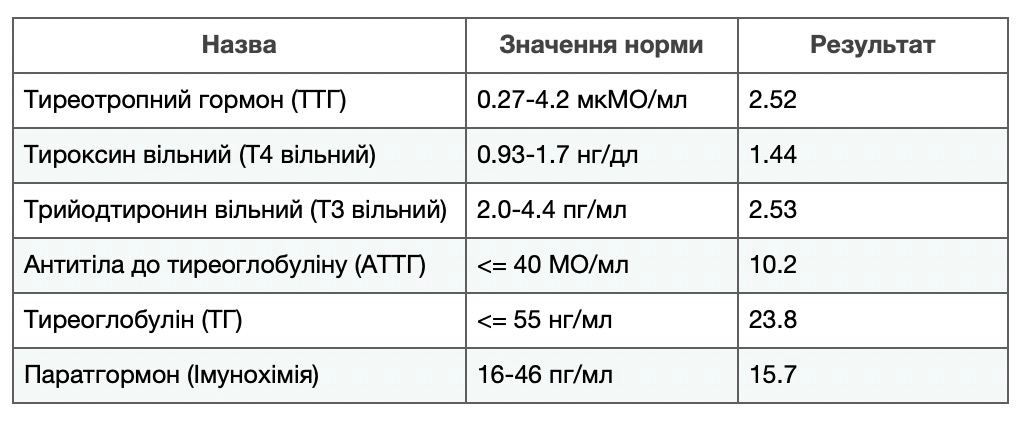 Назва Значення норми Результат
Тиреотропний гормон (ТТГ) 0.27-4.2 мкМО/мл 2.52
Тироксин вільний (Т4 вільний) 0.93-1.7 нг/дл 1.44
Трийодтиронин вільний (Т3 вільний) 2.0-4.4 пг/мл 2.53
Антитіла до тиреоглобуліну (АТТГ) <= 40 МО/мл 10.2
Тиреоглобулін (ТГ) <= 55 нг/мл 23.8
Паратгормон (Імунохімія) 16-46 пг/мл 15.7